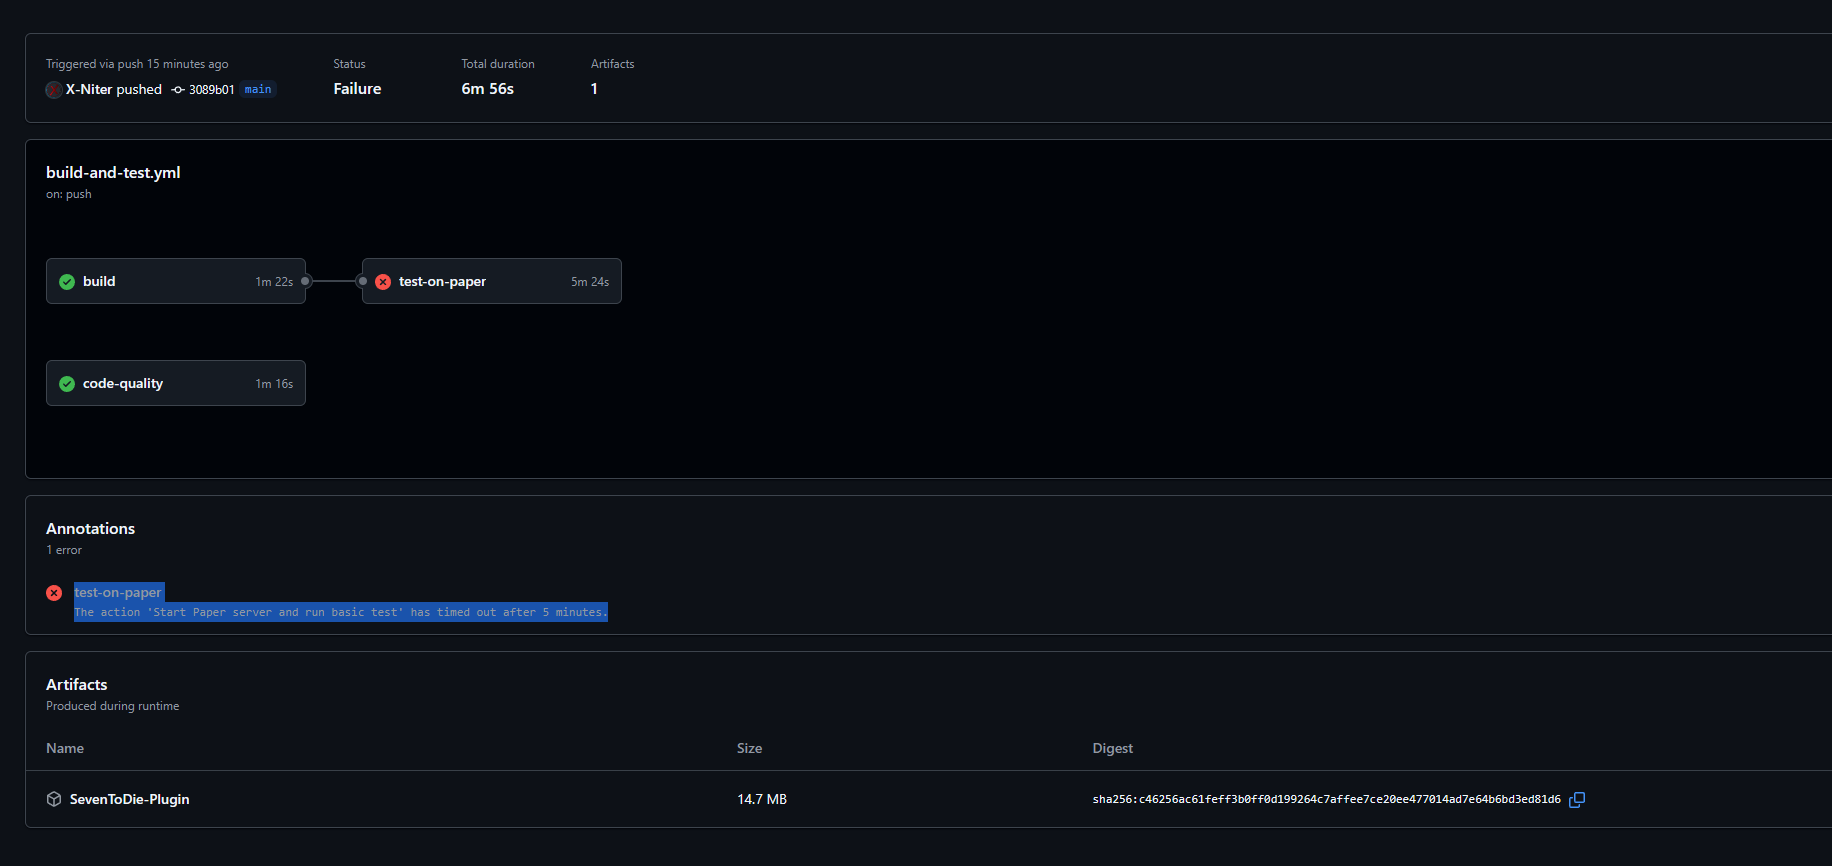 Triggered via push 15 minutes ago
X-Niter pushed 3089b01 main
Status
Failure
Total duration
6m 56s
Artifacts
1
build-and-test.yml
on: push
build 1m 22s
test-on-paper 5m 24s
code-quality 1m 16s
Annotations
1 error
test-on-paper
The action 'Start Paper server and run basic test' has timed out after 5 minutes.
Artifacts
Produced during runtime
Name Size Digest
SevenToDie-Plugin 14.7 MB sha256:c46256ac61feff3b0ff0d199264c7affee7ce20ee477014ad7e64b6bd3ed81d6